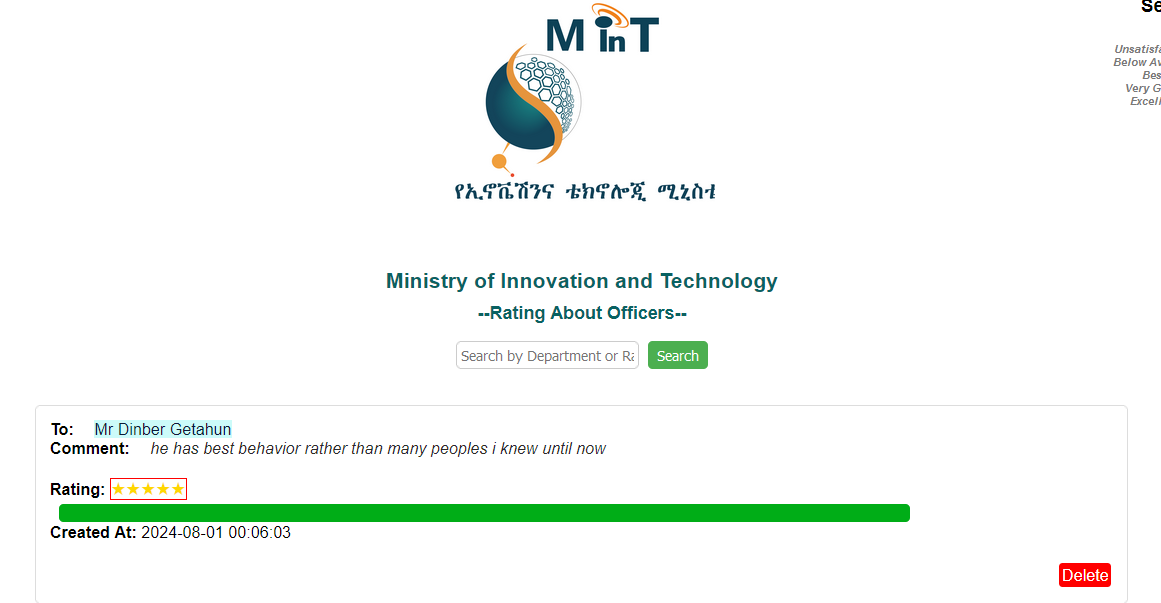 MinT
የኢኖቬሽንና ቴክኖሎጂ ሚኒስቴ
Ministry of Innovation and Technology
--Rating About Officers--
Search by Department or Ra
Search
To: Mr Dinber Getahun
Comment: he has best behavior rather than many peoples i knew until now
Rating: ★★★★★
Created At: 2024-08-01 00:06:03
Delete
Se
Unsatisfa
Below Av
Bes
Very G
Excell